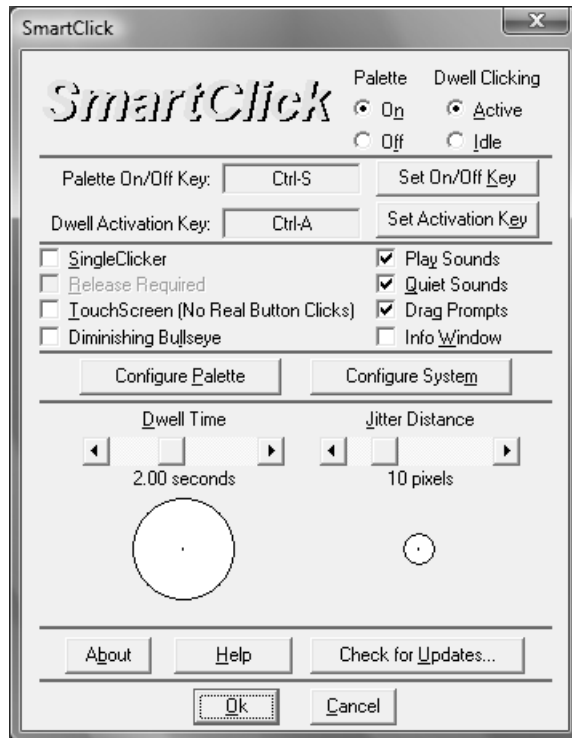 SmartClick
SmartClick
Palette Dwell Clicking
On Active
Off Idle
Palette On/Off Key: Ctrl-S Set On/Off Key
Dwell Activation Key: Ctrl-A Set Activation Key
SingleClicker Play Sounds
Release Required Quiet Sounds
TouchScreen (No Real Button Clicks) Drag Prompts
Diminishing Bullseye Info Window
Configure Palette Configure System
Dwell Time Jitter Distance
2.00 seconds 10 pixels
About Help Check for Updates...
Ok Cancel